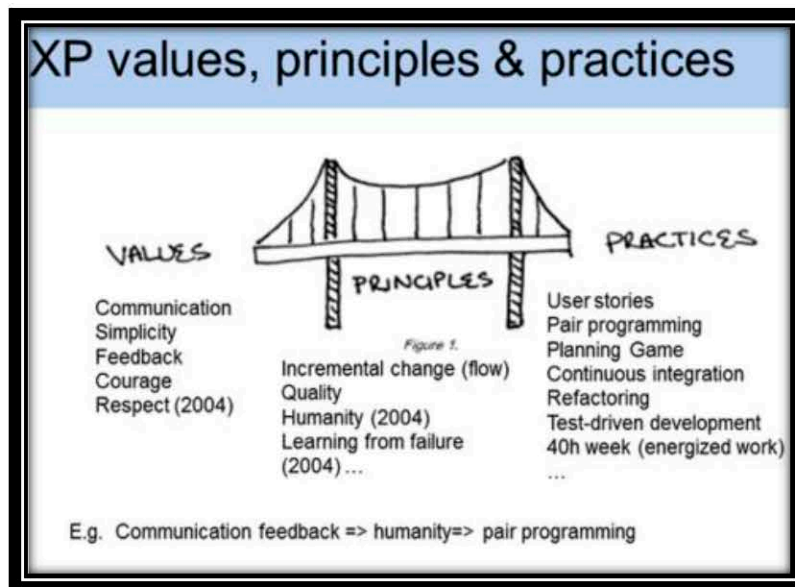 XP values, principles & practices
VALUES
Communication
Simplicity
Feedback
Courage
Respect (2004)
PRINCIPLES
Figure 1.
Incremental change (flow)
Quality
Humanity (2004)
Learning from failure
(2004) ...
PRACTICES
User stories
Pair programming
Planning Game
Continuous integration
Refactoring
Test-driven development
40h week (energized work)
...
E.g. Communication feedback => humanity=> pair programming